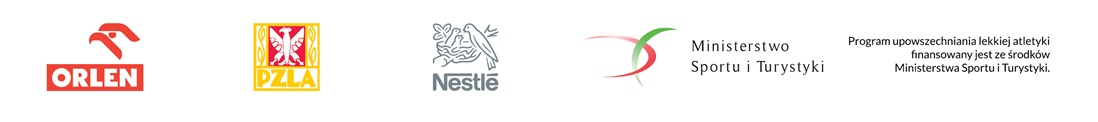 ORLEN
PZLA
Nestlé
Ministerstwo
Sportu i Turystyki
Program upowszechniania lekkiej atletyki
finansowany jest ze środków
Ministerstwa Sportu i Turystyki.